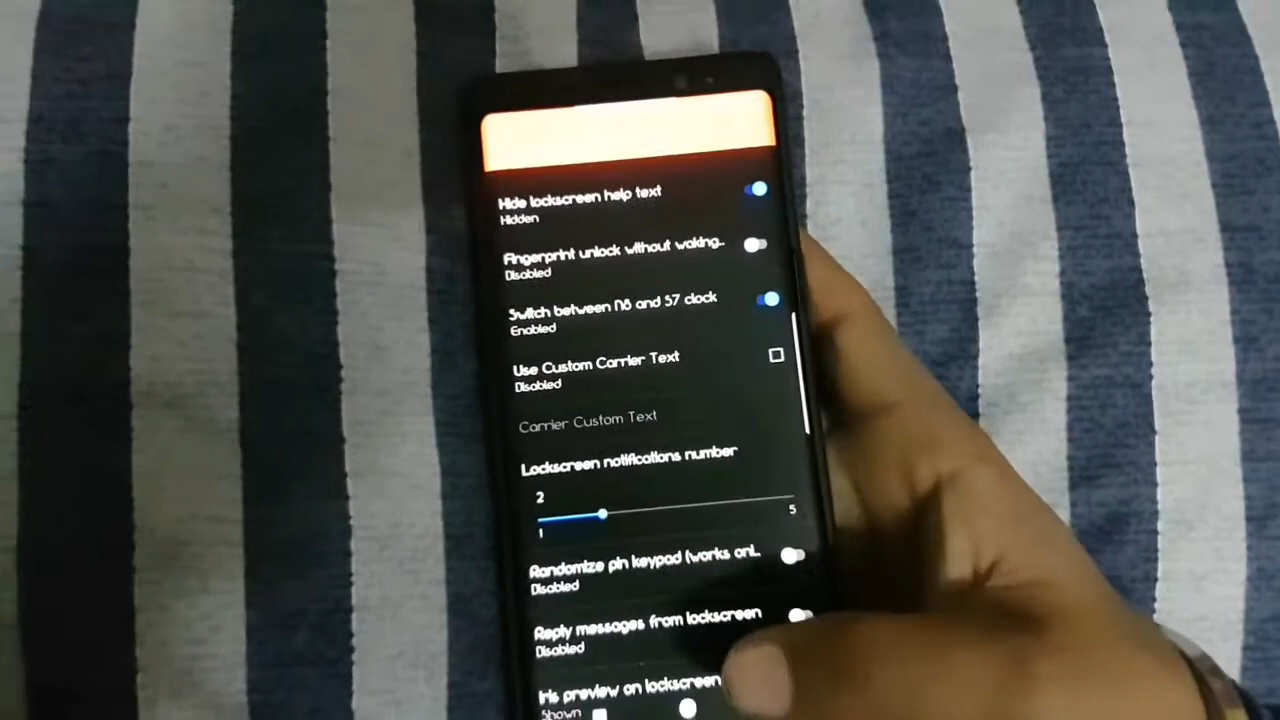 Hide lockscreen help text
Hidden
Fingerprint unlock without waking..
Disabled
Switch between N8 and S7 clock
Enabled
Use Custom Carrier Text
Disabled
Carrier Custom Text
Lockscreen notifications number
2
1
5
Randomize pin keypad (works onl..
Disabled
Reply messages from lockscreen
Disabled
Iris preview on lockscreen
Shown